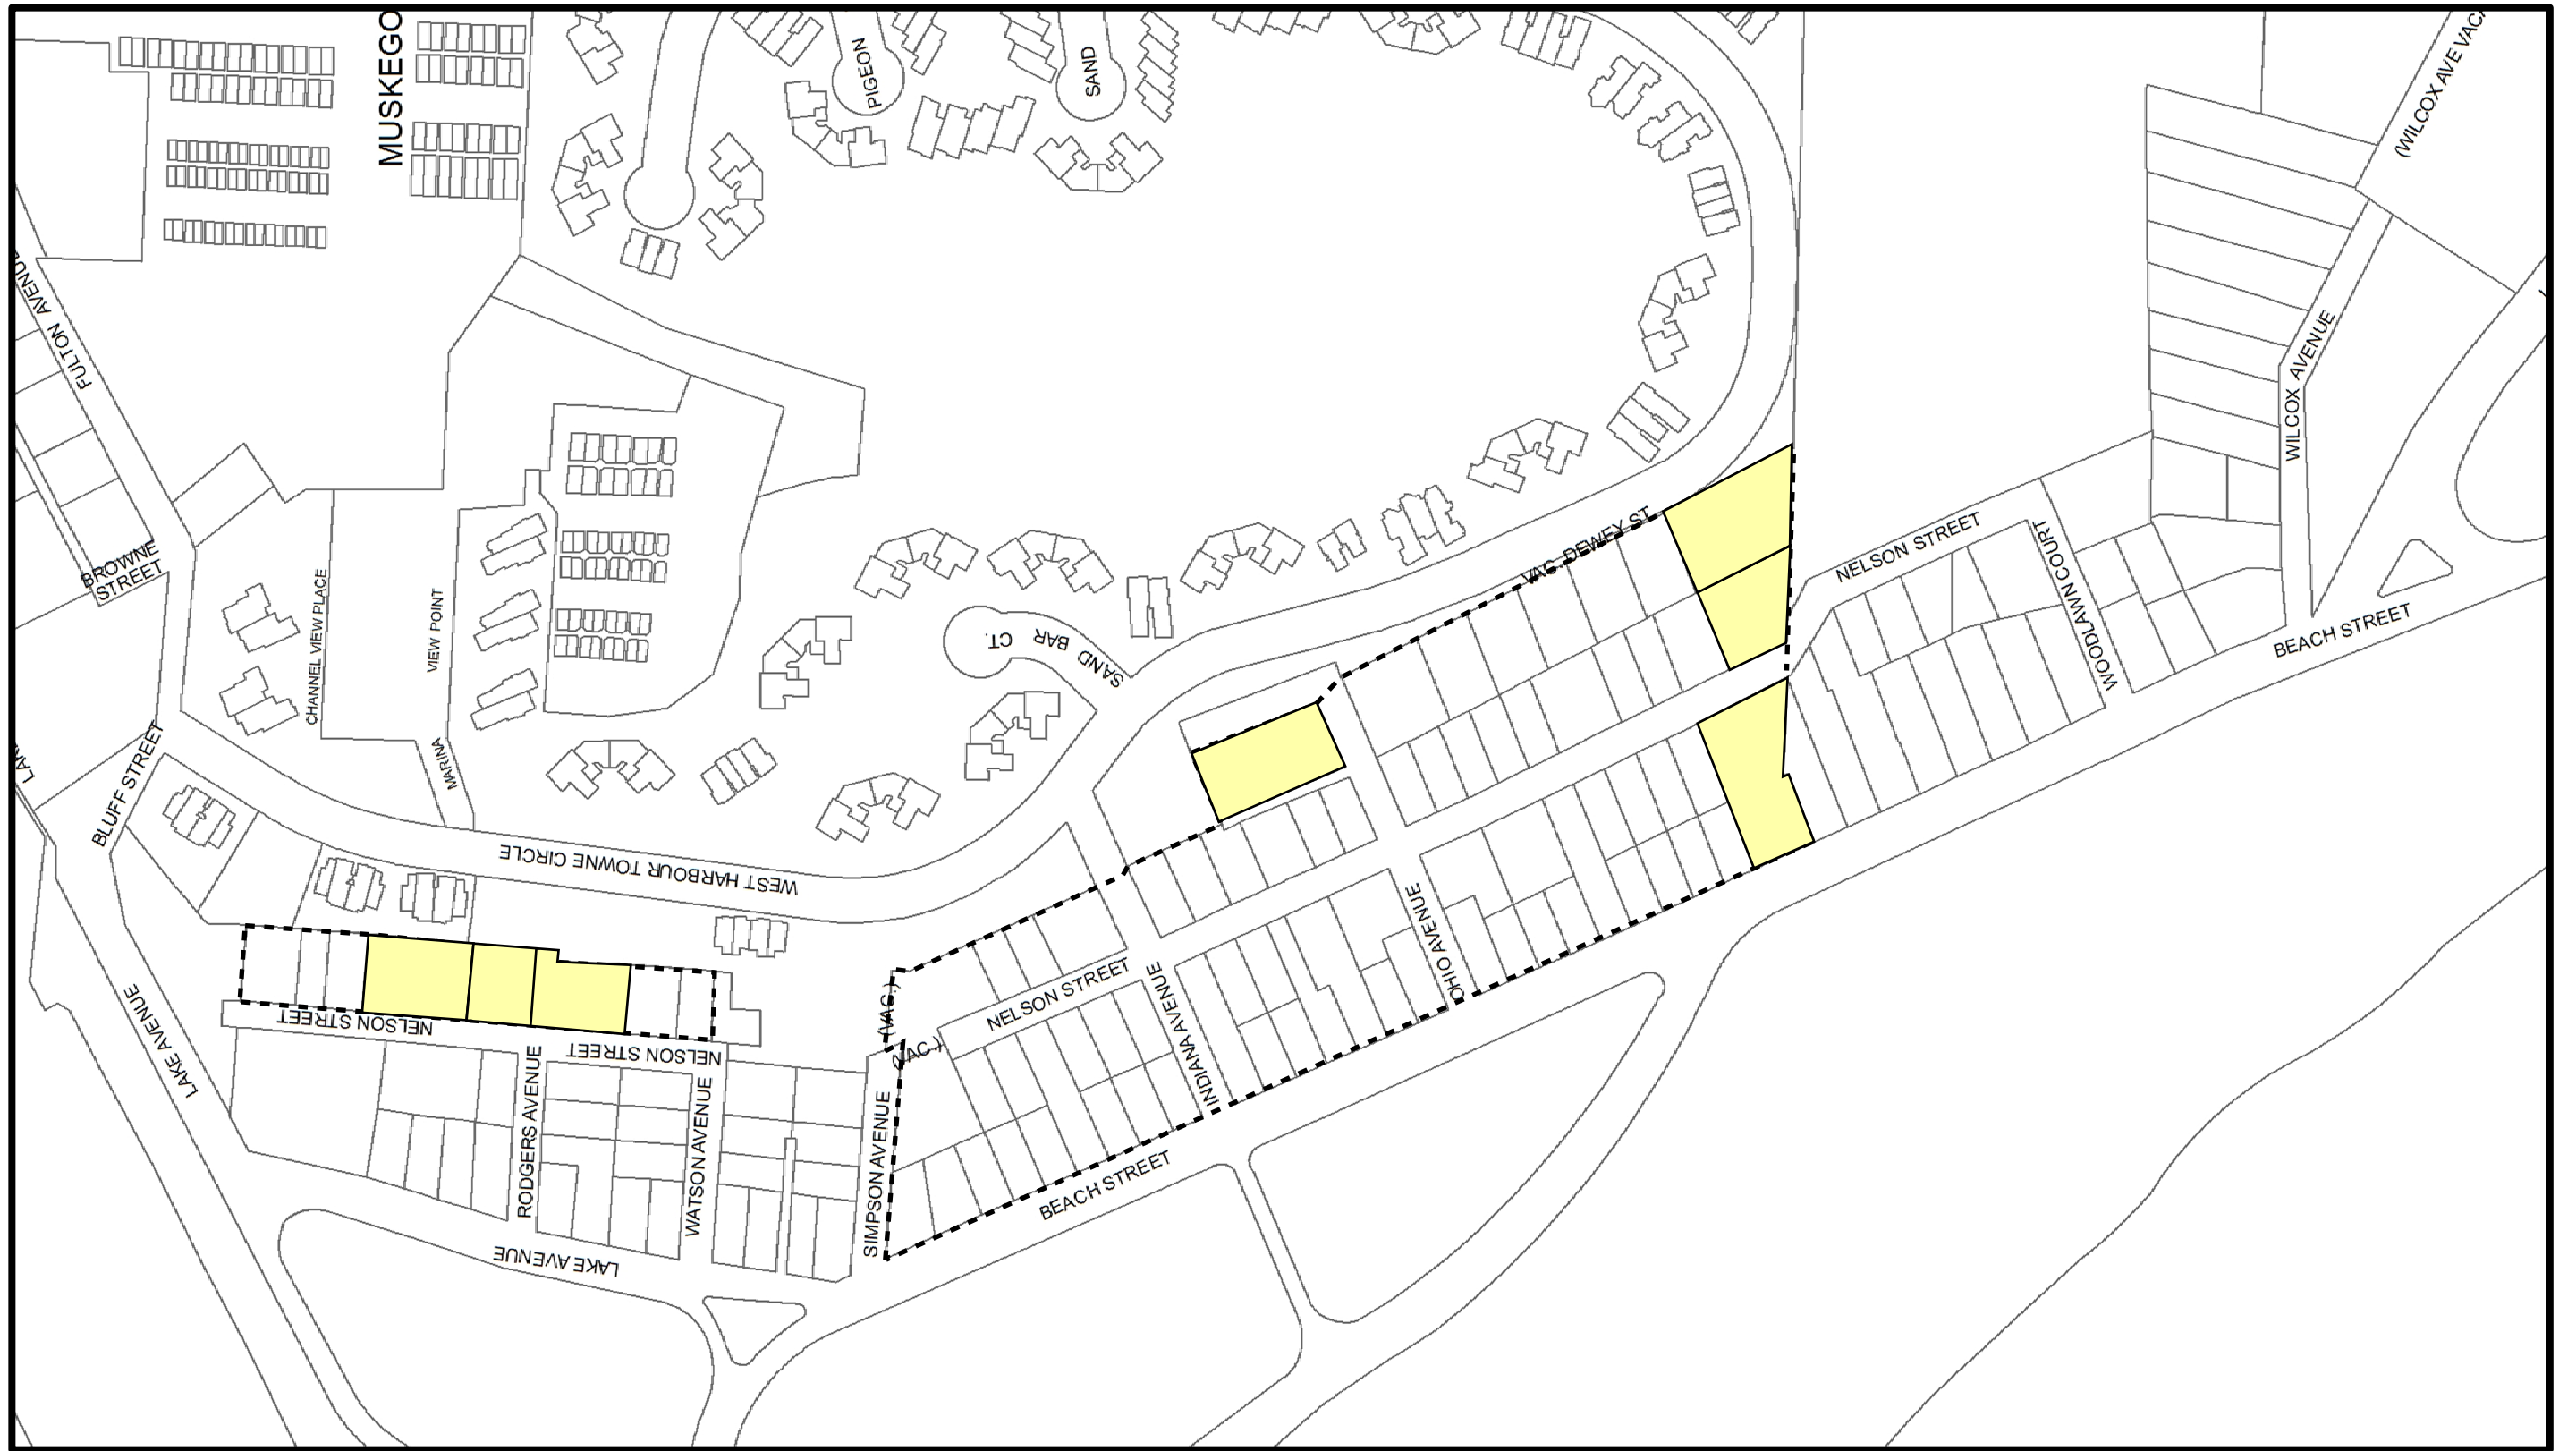 MUSKEGO
PIGEON
SAND
(WILCOX AVE VACA
FULTON AVENUE
WILCOX AVENUE
BROWNE
STREET
VAC. DEWEY ST.
NELSON STREET
WOODLAWN COURT
CHANNEL VIEW PLACE
VIEW POINT
MARINA
SAND BAR CT.
BEACH STREET
BLUFF STREET
WEST HARBOUR TOWNE CIRCLE
OHIO AVENUE
NELSON STREET
INDIANA AVENUE
(VAC.)
(VAC.)
LAKE AVENUE
NELSON STREET
NELSON STREET
RODGERS AVENUE
WATSON AVENUE
SIMPSON AVENUE
BEACH STREET
LAKE AVENUE